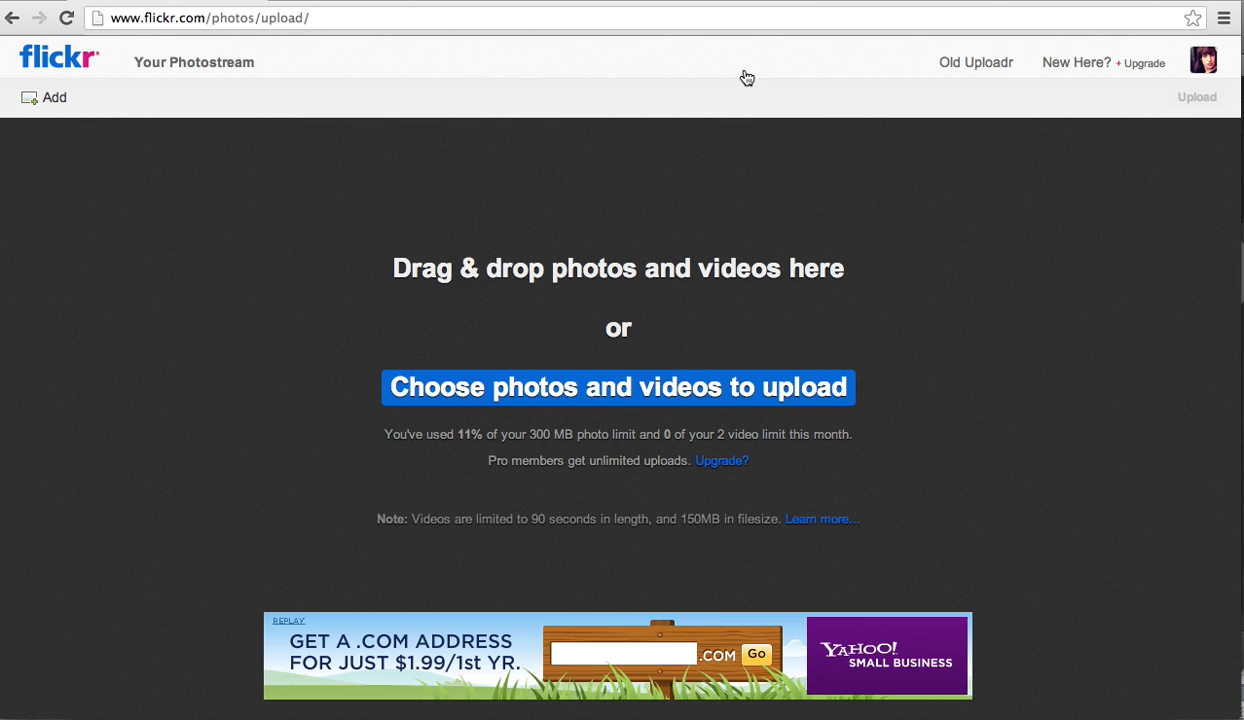 www.flickr.com/photos/upload/
flickr
Your Photostream
Old Uploadr
New Here? + Upgrade
Add
Upload
Drag & drop photos and videos here
or
Choose photos and videos to upload
You've used 11% of your 300 MB photo limit and 0 of your 2 video limit this month.
Pro members get unlimited uploads. Upgrade?
Note: Videos are limited to 90 seconds in length, and 150MB in filesize. Learn more...
REPLAY
GET A .COM ADDRESS
FOR JUST $1.99/1st YR.
.COM Go
YAHOO!
SMALL BUSINESS